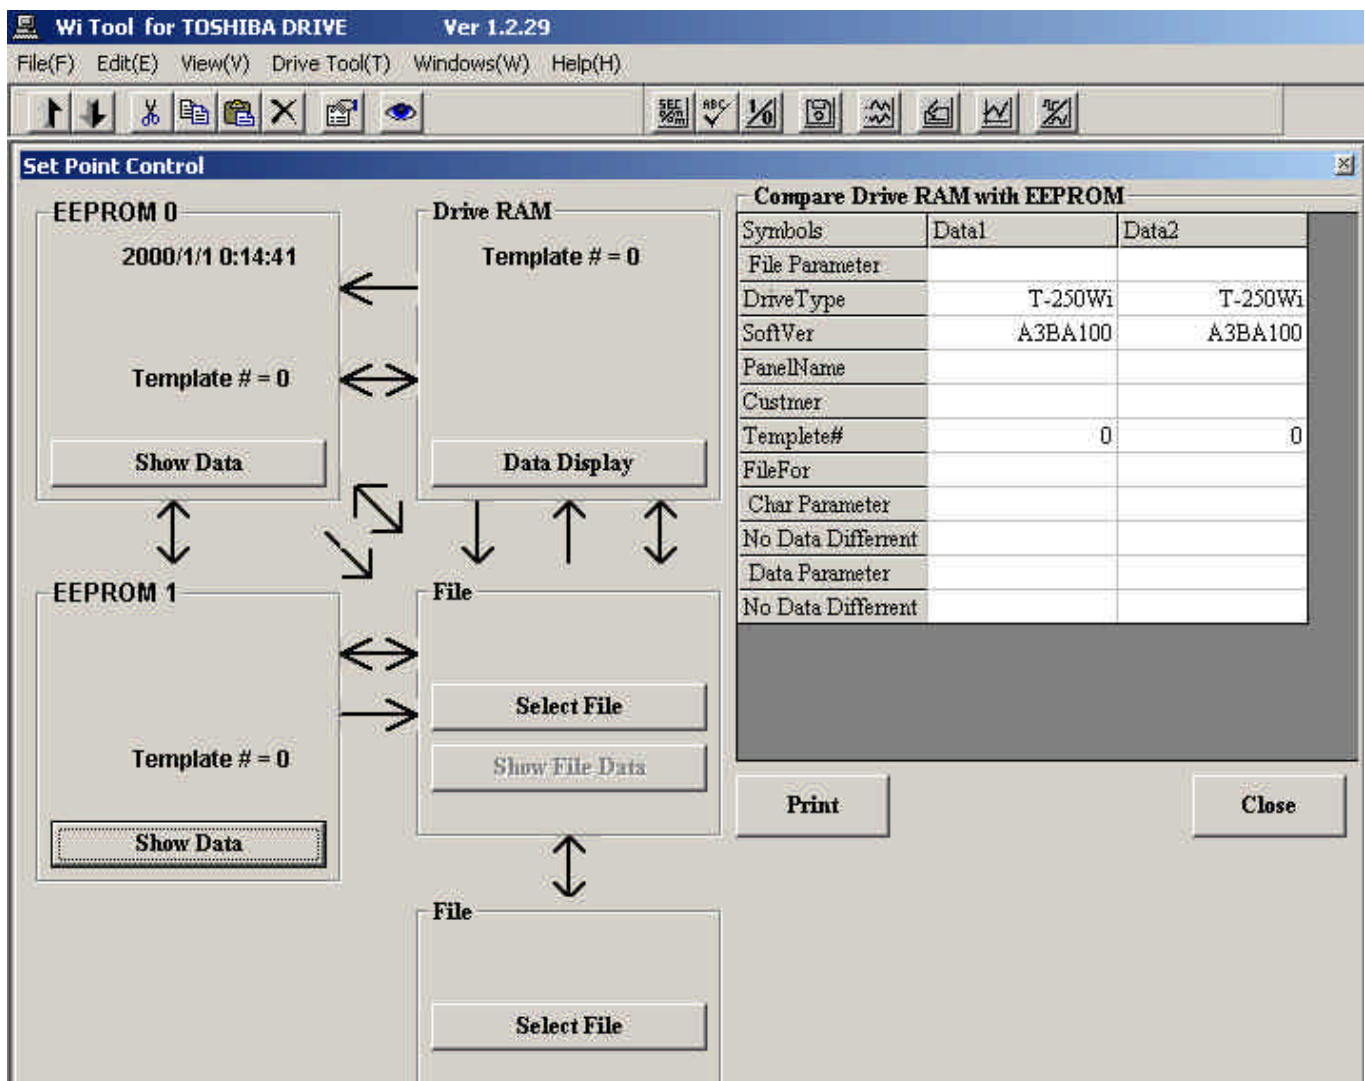 Wi Tool for TOSHIBA DRIVE Ver 1.2.29
File(F) Edit(E) View(V) Drive Tool(T) Windows(W) Help(H)
Set Point Control
EEPROM 0
2000/1/1 0:14:41
Template # = 0
Show Data
Drive RAM
Template # = 0
Data Display
EEPROM 1
Template # = 0
Show Data
File
Select File
Show File Data
File
Select File
Compare Drive RAM with EEPROM
Symbols Data1 Data2
File Parameter
DriveType T-250Wi T-250Wi
SoftVer A3BA100 A3BA100
PanelName
Custmer
Templete# 0 0
FileFor
Char Parameter
No Data Differrent
Data Parameter
No Data Differrent
Print
Close